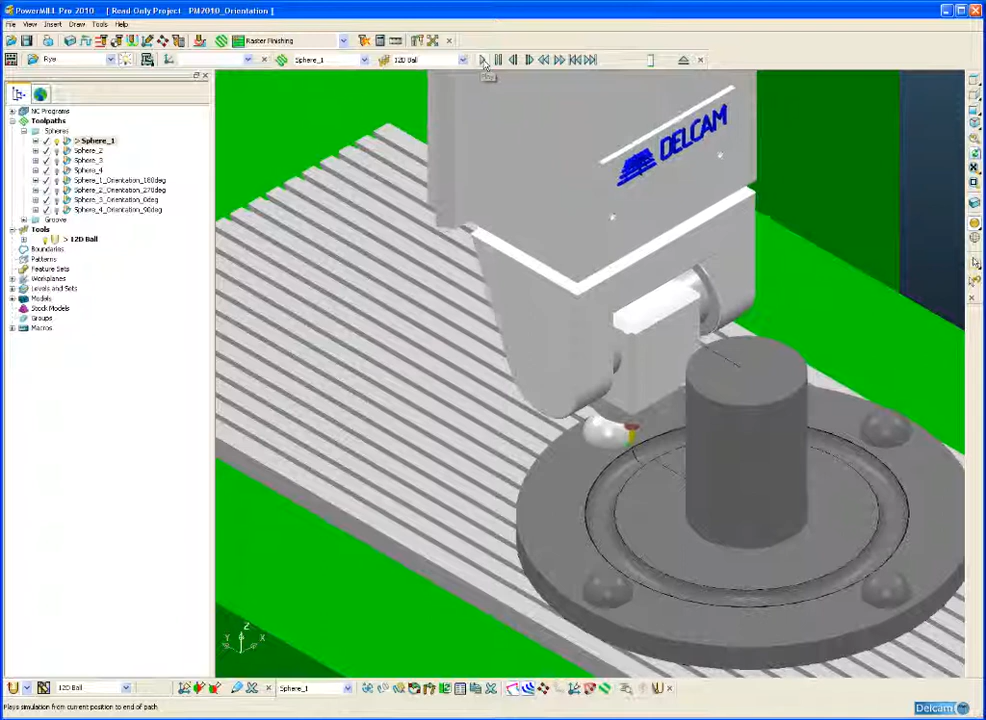 PowerMILL Pro 2010 - [ Read-Only Project - PM2010_Orientation ]
File View Insert Draw Tools Help
Raster Finishing
Rye
Sphere_1
12D Ball
Play
NC Programs
Toolpaths
Spheres
> Sphere_1
Sphere_2
Sphere_3
Sphere_4
Sphere_1_Orientation_180deg
Sphere_2_Orientation_270deg
Sphere_3_Orientation_0deg
Sphere_4_Orientation_90deg
Groove
Tools
> 12D Ball
Boundaries
Patterns
Feature Sets
Workplanes
Levels and Sets
Models
Stock Models
Groups
Macros
DELCAM
Z
Y
X
12D Ball
Sphere_1
Plays simulation from current position to end of path
Delcam